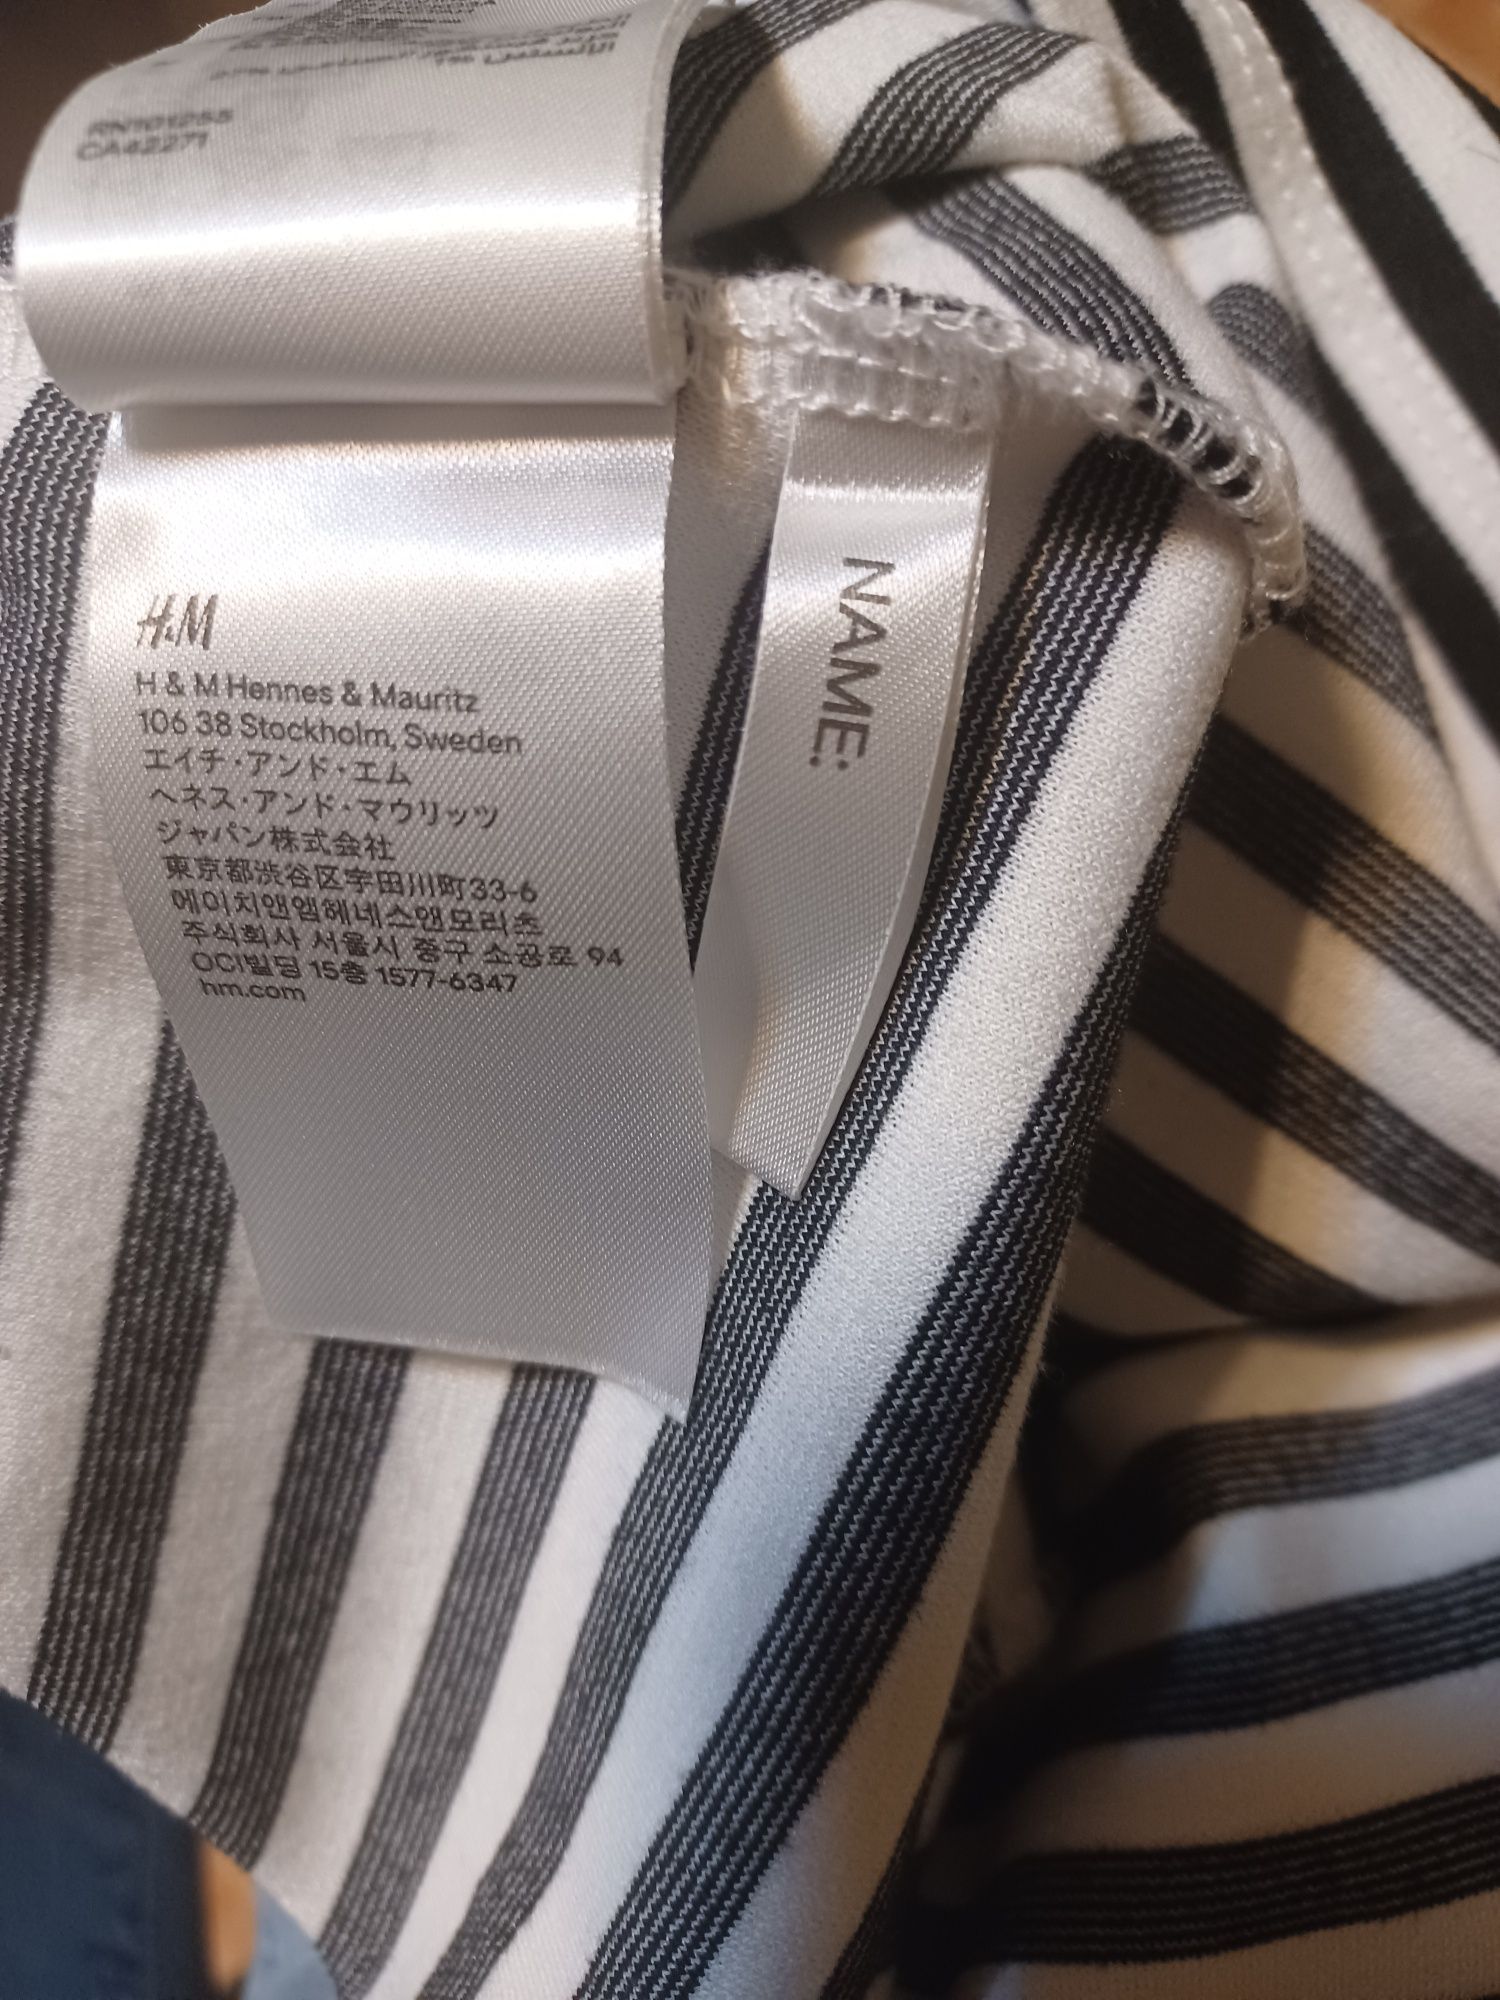 RN101255
CA42271
H&M
H & M Hennes & Mauritz
106 38 Stockholm, Sweden
エイチ・アンド・エム
ヘネス・アンド・マウリッツ
ジャパン株式会社
東京都渋谷区宇田川町33-6
에이치앤엠헤네스앤모리츠
주식회사 서울시 중구 소공로 94
OCI빌딩 15층 1577-6347
hm.com
NAME: